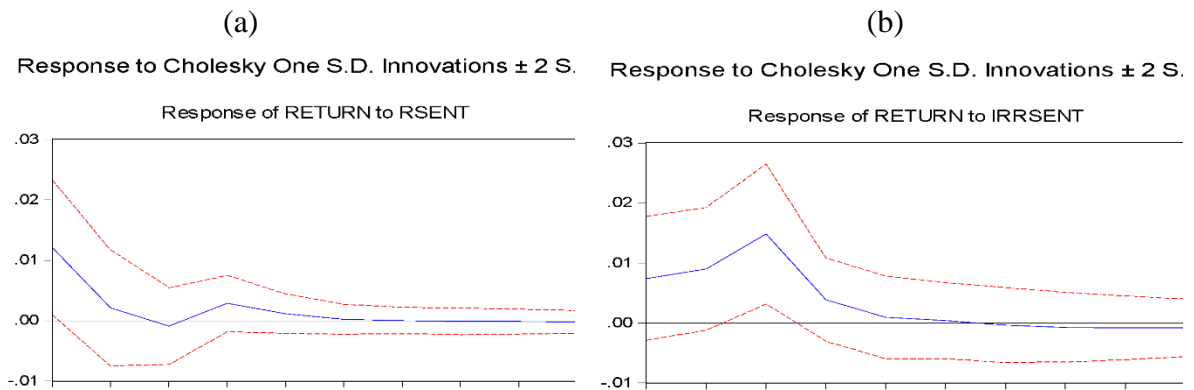 (a)
Response to Cholesky One S.D. Innovations ± 2 S.
Response of RETURN to RSENT
.03
.02
.01
.00
-.01
(b)
Response to Cholesky One S.D. Innovations ± 2 S.
Response of RETURN to IRRSENT
.03
.02
.01
.00
-.01